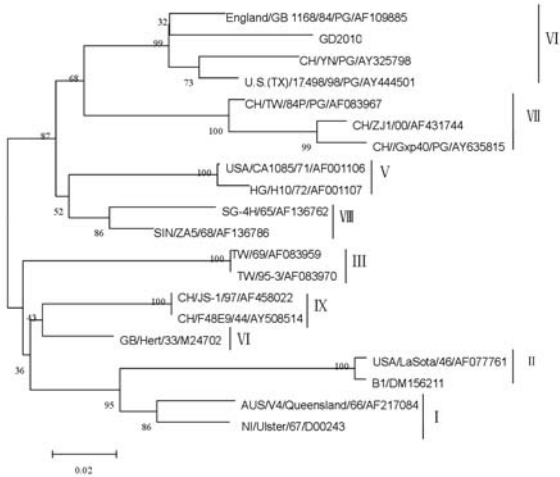 England/GB 1168/84/PG/AF109885
32
GD2010
VI
99
CH/YN/PG/AY325798
73
U.S.(TX)/17498/98/PG/AY444501
68
CH/TW/84P/PG/AF083967
100
CH/ZJ1/00/AF431744
VII
99
CH//Gxp40/PG/AY635815
87
USA/CA1085/71/AF001106
100
V
HG/H10/72/AF001107
52
SG-4H/65/AF136762
VIII
86
SIN/ZA5/68/AF136786
TW/69/AF083959
100
III
TW/95-3/AF083970
CH/JS-1/97/AF458022
100
IX
43
CH/F48E9/44/AY508514
GB/Hert/33/M24702
VI
36
USA/LaSota/46/AF077761
100
II
B1/DM156211
95
AUS/V4/Queensland/66/AF217084
I
86
NI/Ulster/67/D00243
0.02